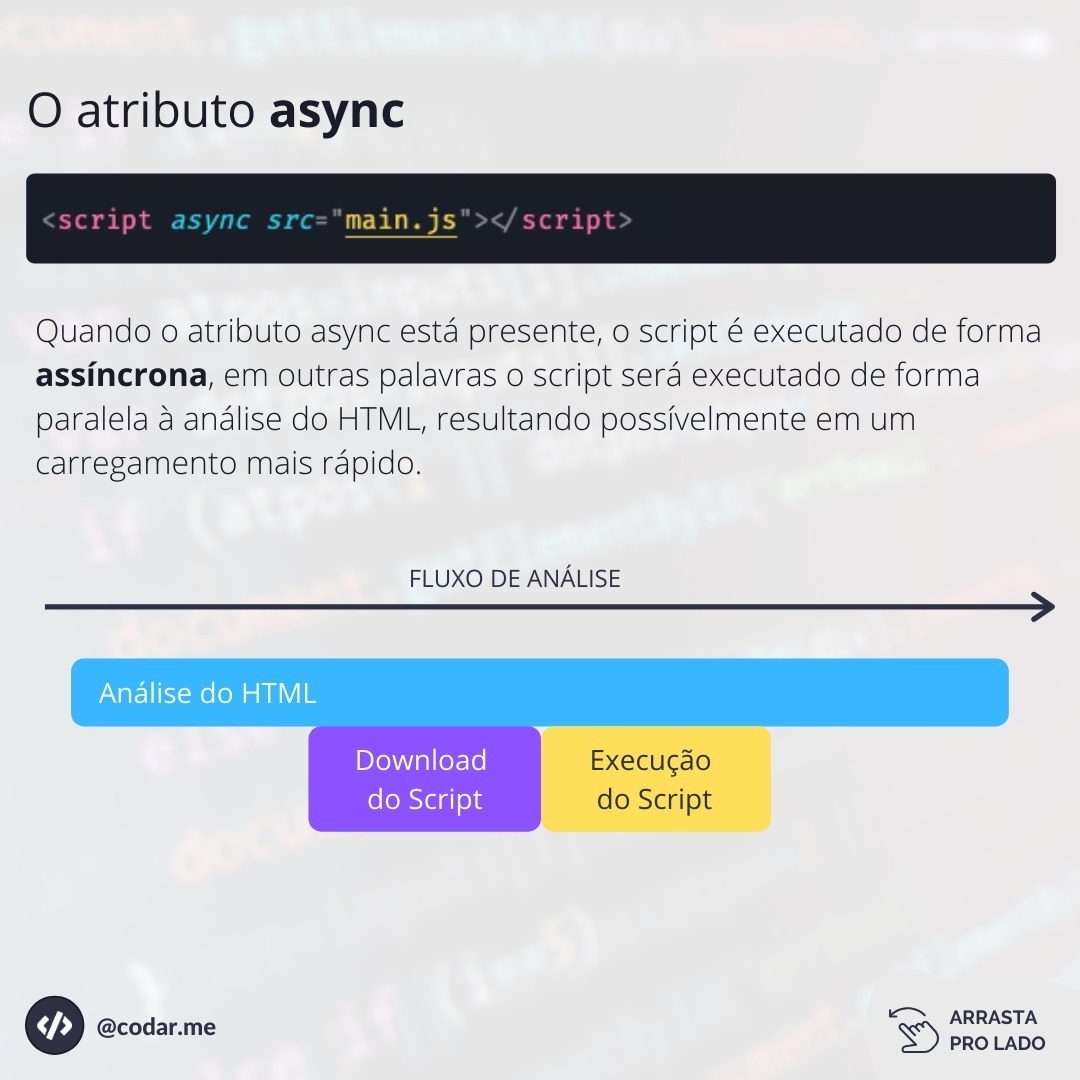 O atributo async
<script async src="main.js"></script>
Quando o atributo async está presente, o script é executado de forma
assíncrona, em outras palavras o script será executado de forma
paralela à análise do HTML, resultando possívelmente em um
carregamento mais rápido.
FLUXO DE ANÁLISE
Análise do HTML
Download
do Script
Execução
do Script
</> @codar.me
ARRASTA
PRO LADO